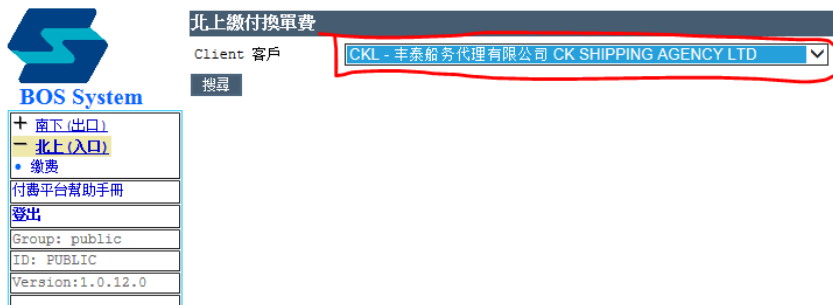 北上繳付換單費
Client 客戶
CKL - 丰泰船务代理有限公司 CK SHIPPING AGENCY LTD
搜尋
BOS System
+ 南下(出口)
- 北上(入口)
• 缴费
付費平台幫助手冊
登出
Group: public
ID: PUBLIC
Version:1.0.12.0